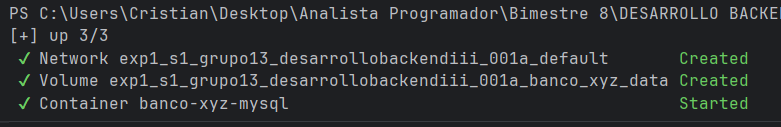 PS C:\Users\Cristian\Desktop\Analista Programador\Bimestre 8\DESARROLLO BACKE
[+] up 3/3
✓ Network exp1_s1_grupo13_desarrollobackendiii_001a_default Created
✓ Volume exp1_s1_grupo13_desarrollobackendiii_001a_banco_xyz_data Created
✓ Container banco-xyz-mysql Started